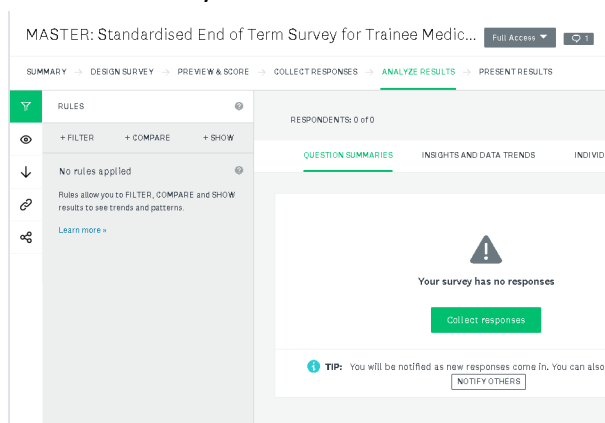 MASTER: Standardised End of Term Survey for Trainee Medic... Full Access 1
SUMMARY → DESIGN SURVEY → PREVIEW & SCORE → COLLECT RESPONSES → ANALYZE RESULTS → PRESENT RESULTS
RULES ?
RESPONDENTS: 0 of 0
+ FILTER + COMPARE + SHOW
QUESTION SUMMARIES INSIGHTS AND DATA TRENDS INDIVID
No rules applied ?
Rules allow you to FILTER, COMPARE and SHOW
results to see trends and patterns.
Learn more »
Your survey has no responses
Collect responses
TIP: You will be notified as new responses come in. You can also
NOTIFY OTHERS